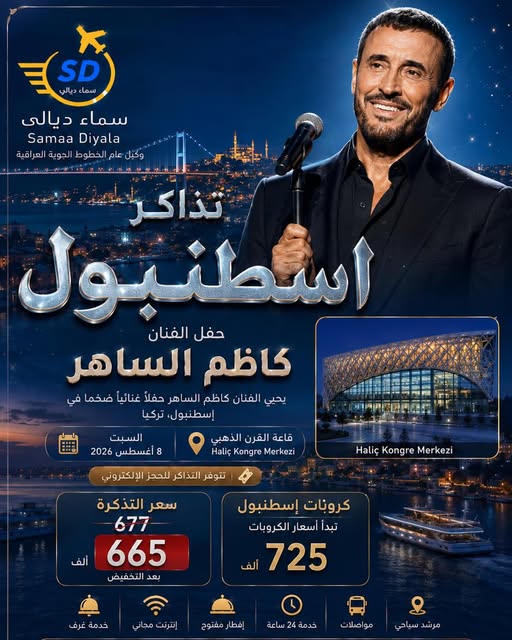 SD
سماء ديالي
سماء ديالى
Samaa Diyala
وكيل عام الخطوط الجوية العراقية
تذاكر
اسطنبول
حفل الفنان
كاظم الساهر
يحيي الفنان كاظم الساهر حفلاً غنائياً ضخما في
إسطنبول، تركيا
السبت
8 أغسطس 2026
قاعة القرن الذهبي
Haliç Kongre Merkezi
Haliç Kongre Merkezi
تتوفر التذاكر للحجز الإلكتروني
سعر التذكرة
677
665 ألف
بعد التخفيض
كروبات إسطنبول
تبدأ أسعار الكروبات
725 ألف
مرشد سياحي
مواصلات
خدمة 24 ساعة
إفطار مفتوح
إنترنت مجاني
خدمة غرف